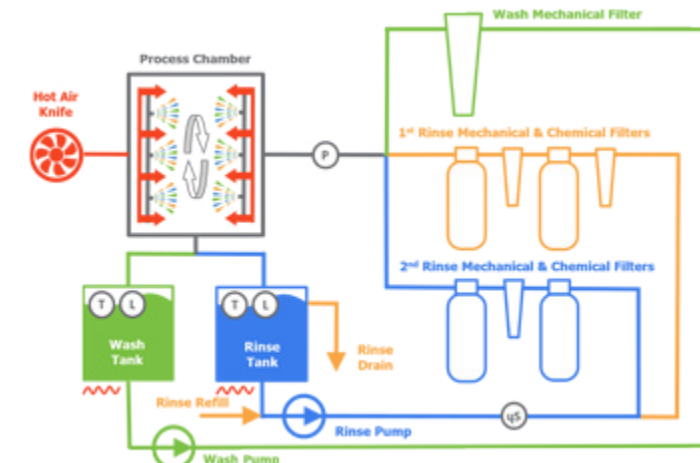 Wash Mechanical Filter
Process Chamber
Hot Air
Knife
1st Rinse Mechanical & Chemical Filters
P
2nd Rinse Mechanical & Chemical Filters
T L
T L
Wash
Tank
Rinse
Tank
Rinse
Drain
Rinse Refill
µS
Rinse Pump
Wash Pump